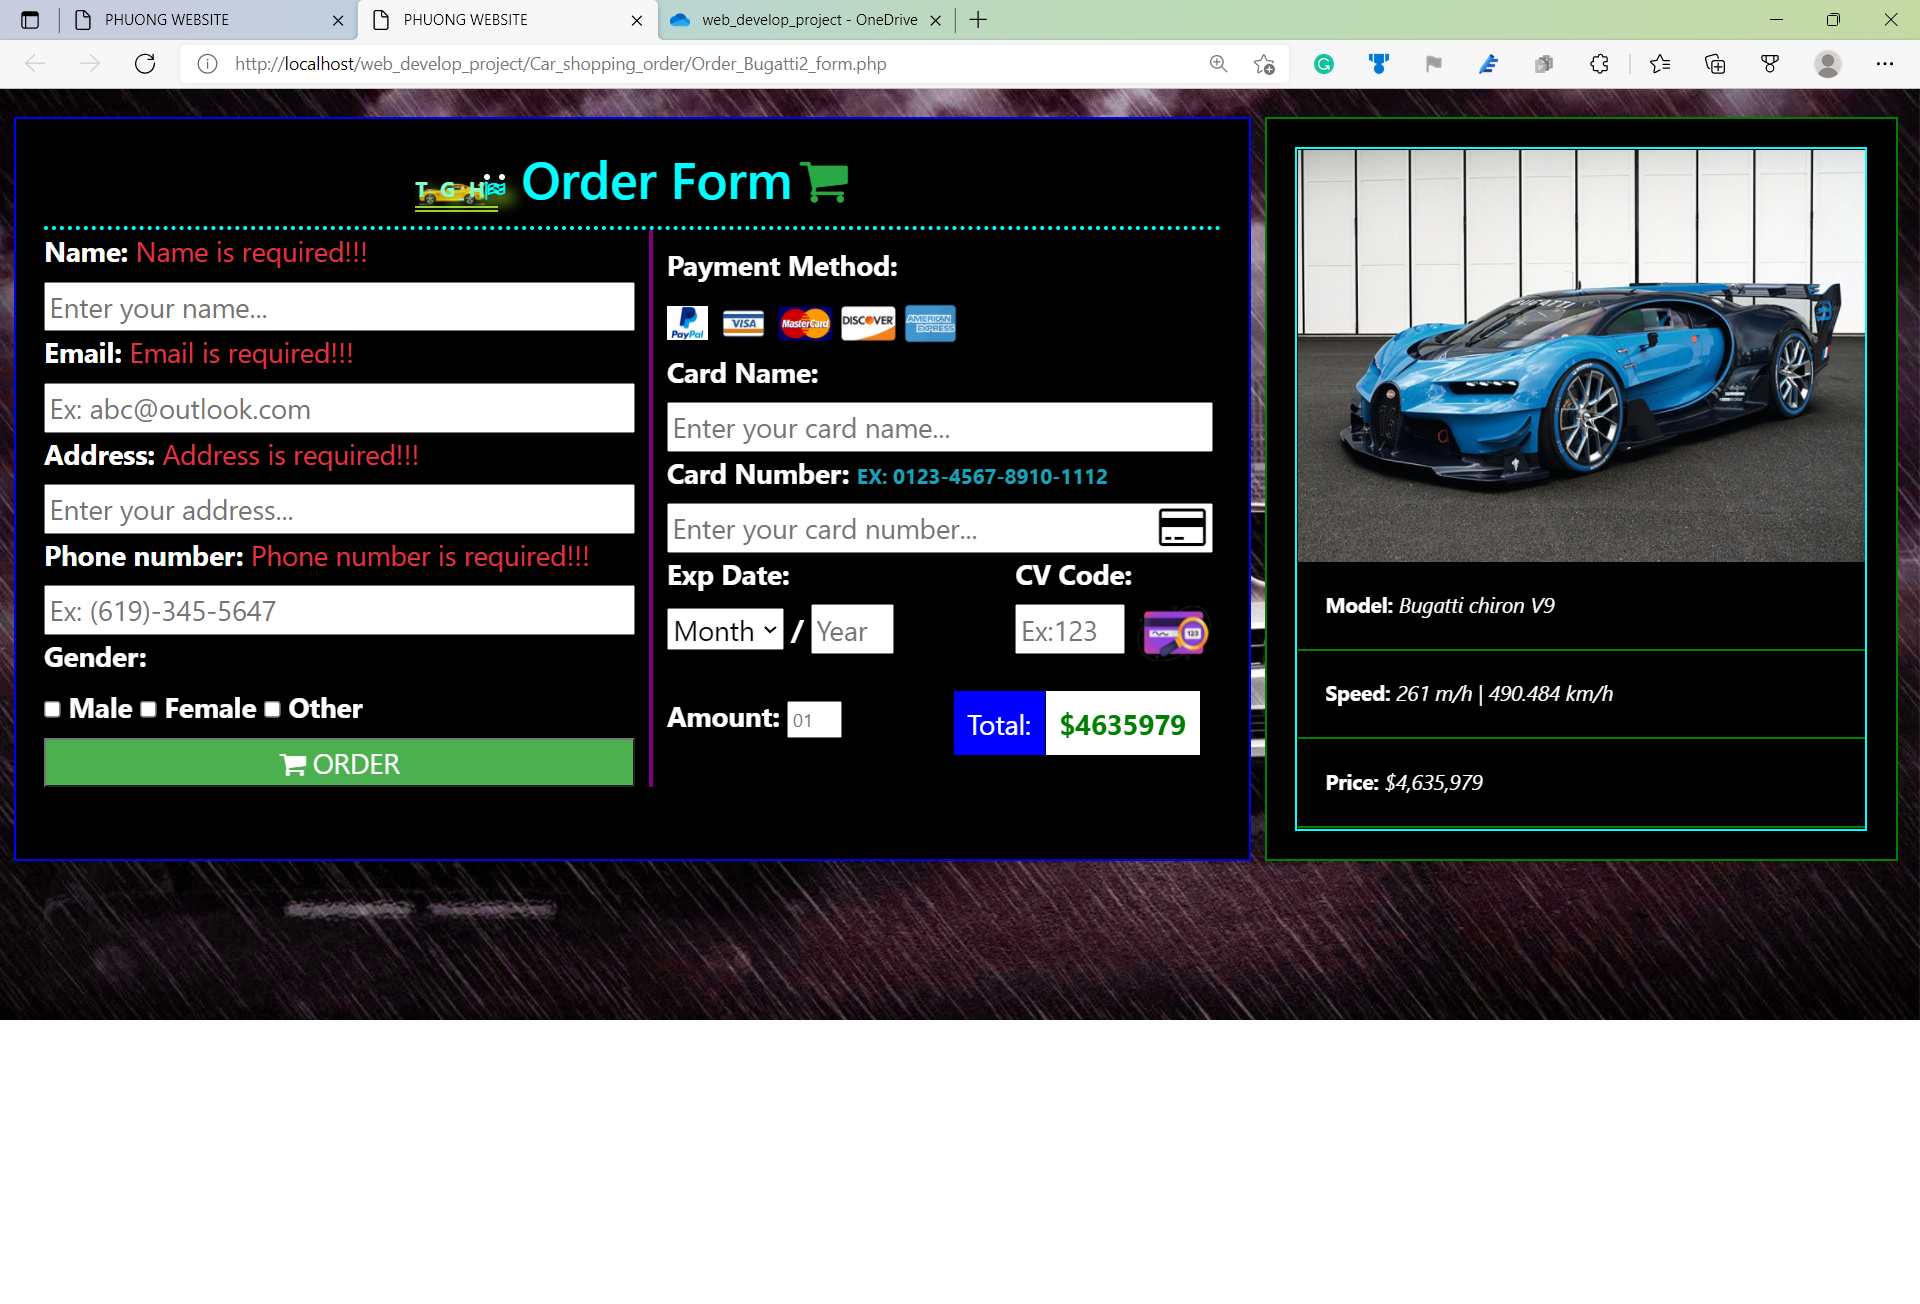 PHUONG WEBSITE
PHUONG WEBSITE
web_develop_project - OneDrive
http://localhost/web_develop_project/Car_shopping_order/Order_Bugatti2_form.php
T G H Order Form
Name: Name is required!!!
Enter your name...
Email: Email is required!!!
Ex: abc@outlook.com
Address: Address is required!!!
Enter your address...
Phone number: Phone number is required!!!
Ex: (619)-345-5647
Gender:
Male Female Other
ORDER
Payment Method:
PayPal VISA MasterCard DISCOVER AMERICAN EXPRESS
Card Name:
Enter your card name...
Card Number: EX: 0123-4567-8910-1112
Enter your card number...
Exp Date: CV Code:
Month / Year Ex:123 123
Amount: 01 Total: $4635979
BUGATTI
Model: Bugatti chiron V9
Speed: 261 m/h | 490.484 km/h
Price: $4,635,979